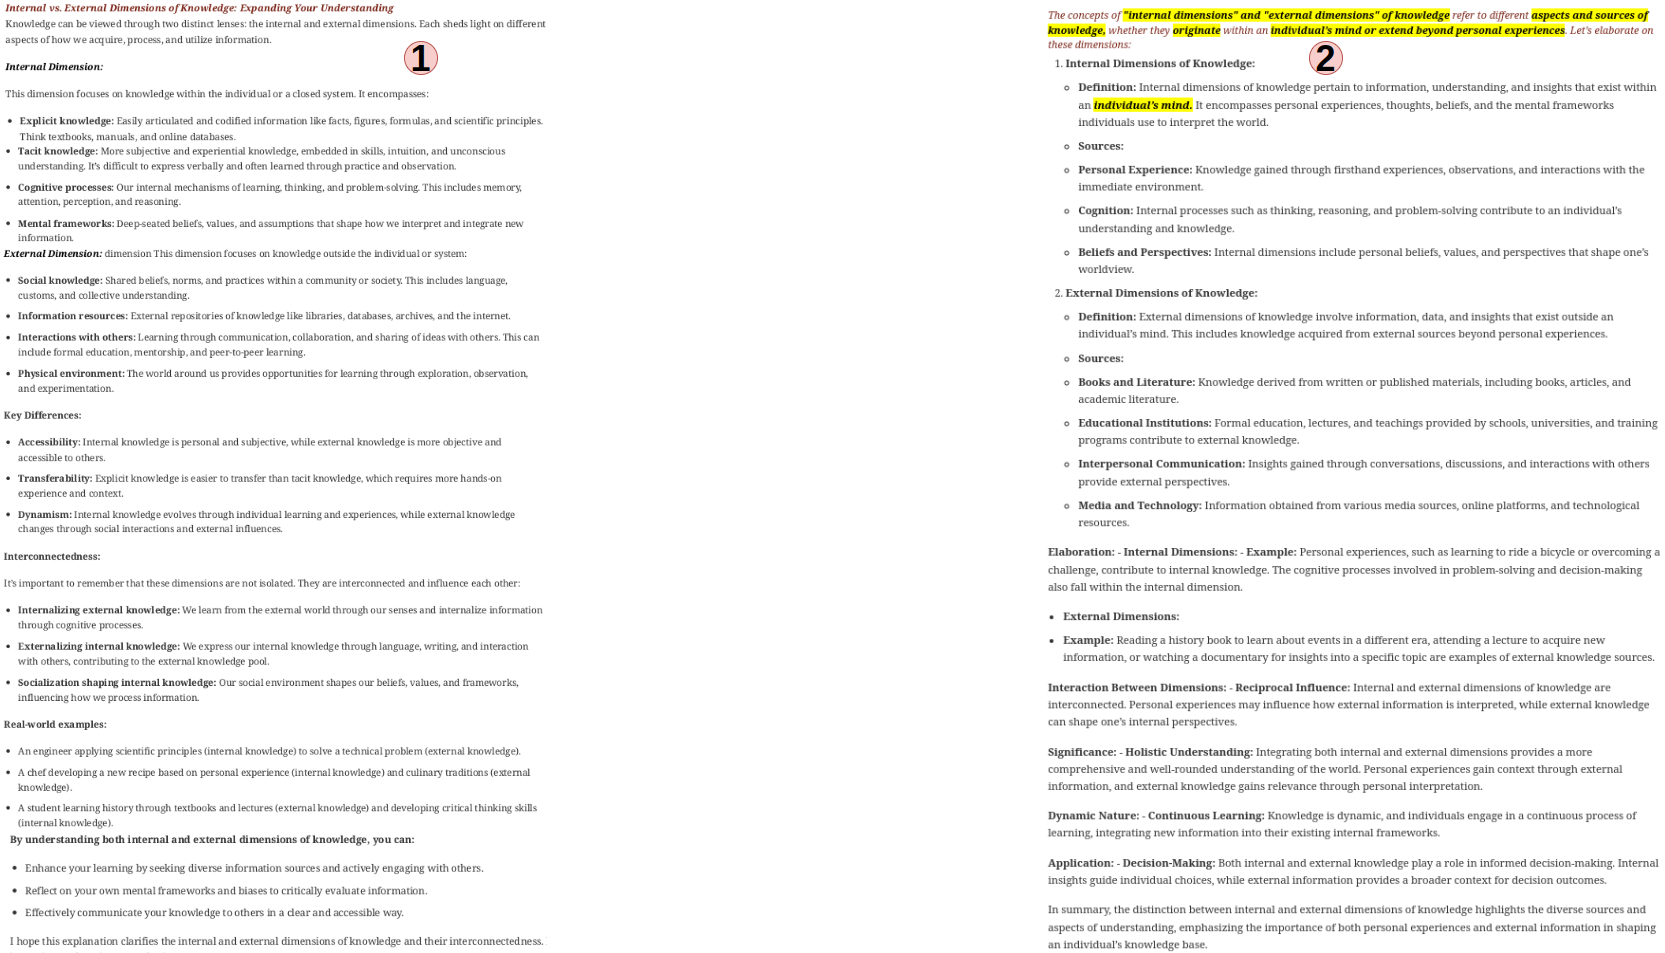 Internal vs. External Dimensions of Knowledge: Expanding Your Understanding
Knowledge can be viewed through two distinct lenses: the internal and external dimensions. Each sheds light on different
aspects of how we acquire, process, and utilize information.
1
Internal Dimension:
This dimension focuses on knowledge within the individual or a closed system. It encompasses:
• Explicit knowledge: Easily articulated and codified information like facts, figures, formulas, and scientific principles.
Think textbooks, manuals, and online databases.
• Tacit knowledge: More subjective and experiential knowledge, embedded in skills, intuition, and unconscious
understanding. It's difficult to express verbally and often learned through practice and observation.
• Cognitive processes: Our internal mechanisms of learning, thinking, and problem-solving. This includes memory,
attention, perception, and reasoning.
• Mental frameworks: Deep-seated beliefs, values, and assumptions that shape how we interpret and integrate new
information.
External Dimension: dimension This dimension focuses on knowledge outside the individual or system:
• Social knowledge: Shared beliefs, norms, and practices within a community or society. This includes language,
customs, and collective understanding.
• Information resources: External repositories of knowledge like libraries, databases, archives, and the internet.
• Interactions with others: Learning through communication, collaboration, and sharing of ideas with others. This can
include formal education, mentorship, and peer-to-peer learning.
• Physical environment: The world around us provides opportunities for learning through exploration, observation,
and experimentation.
Key Differences:
• Accessibility: Internal knowledge is personal and subjective, while external knowledge is more objective and
accessible to others.
• Transferability: Explicit knowledge is easier to transfer than tacit knowledge, which requires more hands-on
experience and context.
• Dynamism: Internal knowledge evolves through individual learning and experiences, while external knowledge
changes through social interactions and external influences.
Interconnectedness:
It's important to remember that these dimensions are not isolated. They are interconnected and influence each other:
• Internalizing external knowledge: We learn from the external world through our senses and internalize information
through cognitive processes.
• Externalizing internal knowledge: We express our internal knowledge through language, writing, and interaction
with others, contributing to the external knowledge pool.
• Socialization shaping internal knowledge: Our social environment shapes our beliefs, values, and frameworks,
influencing how we process information.
Real-world examples:
• An engineer applying scientific principles (internal knowledge) to solve a technical problem (external knowledge).
• A chef developing a new recipe based on personal experience (internal knowledge) and culinary traditions (external
knowledge).
• A student learning history through textbooks and lectures (external knowledge) and developing critical thinking skills
(internal knowledge).
By understanding both internal and external dimensions of knowledge, you can:
• Enhance your learning by seeking diverse information sources and actively engaging with others.
• Reflect on your own mental frameworks and biases to critically evaluate information.
• Effectively communicate your knowledge to others in a clear and accessible way.
I hope this explanation clarifies the internal and external dimensions of knowledge and their interconnectedness.
The concepts of "internal dimensions" and "external dimensions" of knowledge refer to different aspects and sources of
knowledge, whether they originate within an individual's mind or extend beyond personal experiences. Let's elaborate on
these dimensions:
2
1. Internal Dimensions of Knowledge:
○ Definition: Internal dimensions of knowledge pertain to information, understanding, and insights that exist within
an individual's mind. It encompasses personal experiences, thoughts, beliefs, and the mental frameworks
individuals use to interpret the world.
○ Sources:
○ Personal Experience: Knowledge gained through firsthand experiences, observations, and interactions with the
immediate environment.
○ Cognition: Internal processes such as thinking, reasoning, and problem-solving contribute to an individual's
understanding and knowledge.
○ Beliefs and Perspectives: Internal dimensions include personal beliefs, values, and perspectives that shape one's
worldview.
2. External Dimensions of Knowledge:
○ Definition: External dimensions of knowledge involve information, data, and insights that exist outside an
individual's mind. This includes knowledge acquired from external sources beyond personal experiences.
○ Sources:
○ Books and Literature: Knowledge derived from written or published materials, including books, articles, and
academic literature.
○ Educational Institutions: Formal education, lectures, and teachings provided by schools, universities, and training
programs contribute to external knowledge.
○ Interpersonal Communication: Insights gained through conversations, discussions, and interactions with others
provide external perspectives.
○ Media and Technology: Information obtained from various media sources, online platforms, and technological
resources.
Elaboration: - Internal Dimensions: - Example: Personal experiences, such as learning to ride a bicycle or overcoming a
challenge, contribute to internal knowledge. The cognitive processes involved in problem-solving and decision-making
also fall within the internal dimension.
• External Dimensions:
• Example: Reading a history book to learn about events in a different era, attending a lecture to acquire new
information, or watching a documentary for insights into a specific topic are examples of external knowledge sources.
Interaction Between Dimensions: - Reciprocal Influence: Internal and external dimensions of knowledge are
interconnected. Personal experiences may influence how external information is interpreted, while external knowledge
can shape one's internal perspectives.
Significance: - Holistic Understanding: Integrating both internal and external dimensions provides a more
comprehensive and well-rounded understanding of the world. Personal experiences gain context through external
information, and external knowledge gains relevance through personal interpretation.
Dynamic Nature: - Continuous Learning: Knowledge is dynamic, and individuals engage in a continuous process of
learning, integrating new information into their existing internal frameworks.
Application: - Decision-Making: Both internal and external knowledge play a role in informed decision-making. Internal
insights guide individual choices, while external information provides a broader context for decision outcomes.
In summary, the distinction between internal and external dimensions of knowledge highlights the diverse sources and
aspects of understanding, emphasizing the importance of both personal experiences and external information in shaping
an individual's knowledge base.